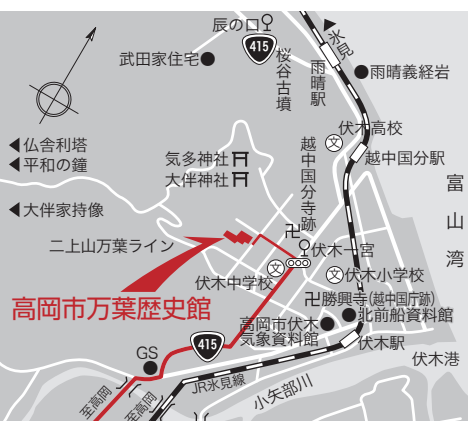 辰の口
415
武田家住宅
桜谷古墳
雨晴駅
氷見
雨晴義経岩
伏木高校
文
越中国分駅
仏舎利塔
平和の鐘
気多神社
大伴神社
越中国分寺跡
大伴家持像
富山湾
二上山万葉ライン
卍
伏木一宮
文
伏木中学校
文
伏木小学校
高岡市万葉歴史館
卍勝興寺(越中国庁跡)
北前船資料館
高岡市伏木
気象資料館
415
伏木駅
GS
伏木港
JR氷見線
小矢部川
至高岡
至高岡